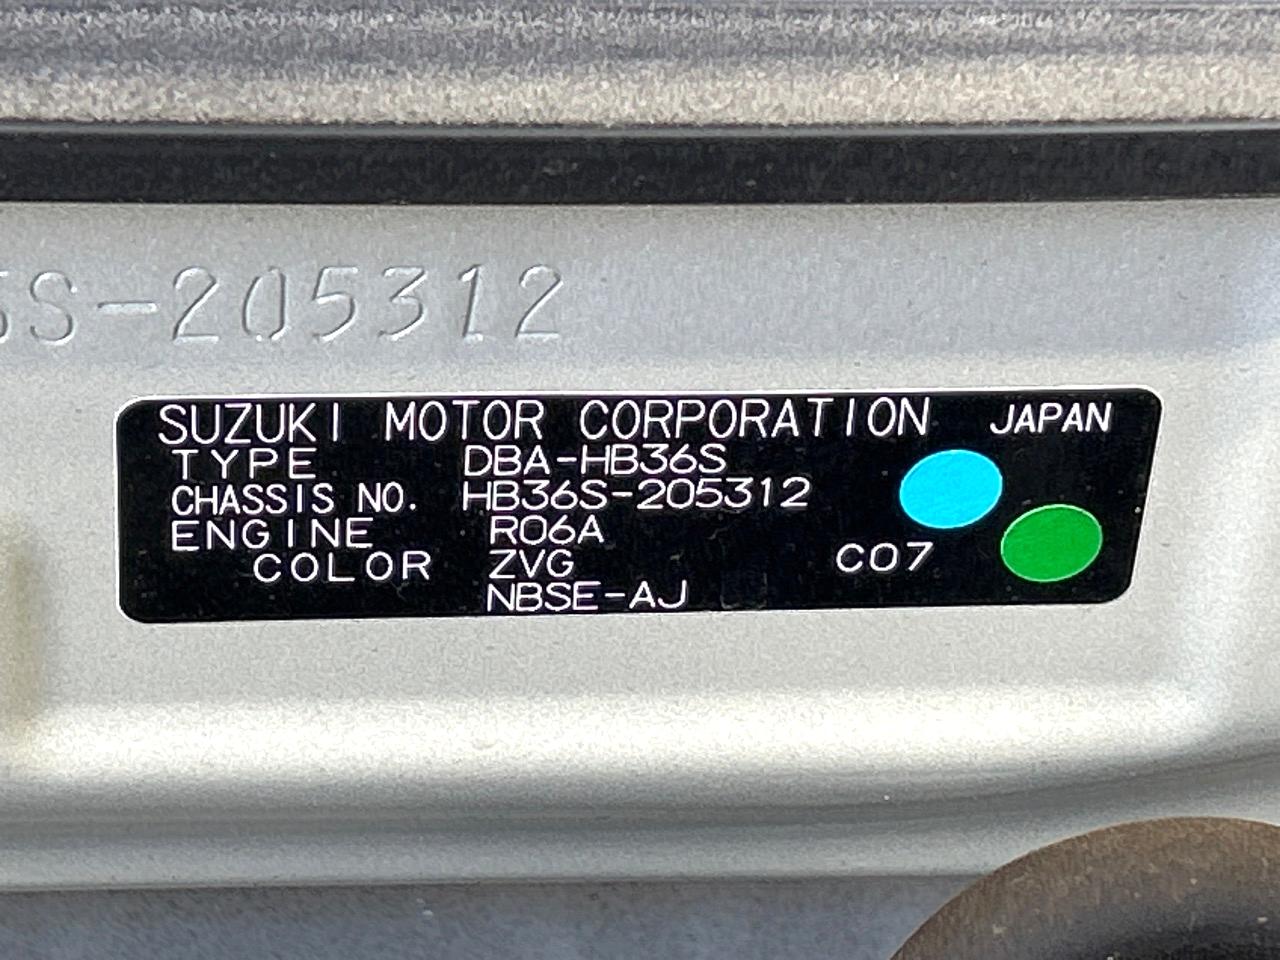 S-205312
SUZUKI MOTOR CORPORATION JAPAN
TYPE DBA-HB36S
CHASSIS NO. HB36S-205312
ENGINE R06A
COLOR ZVG C07
NBSE-AJ